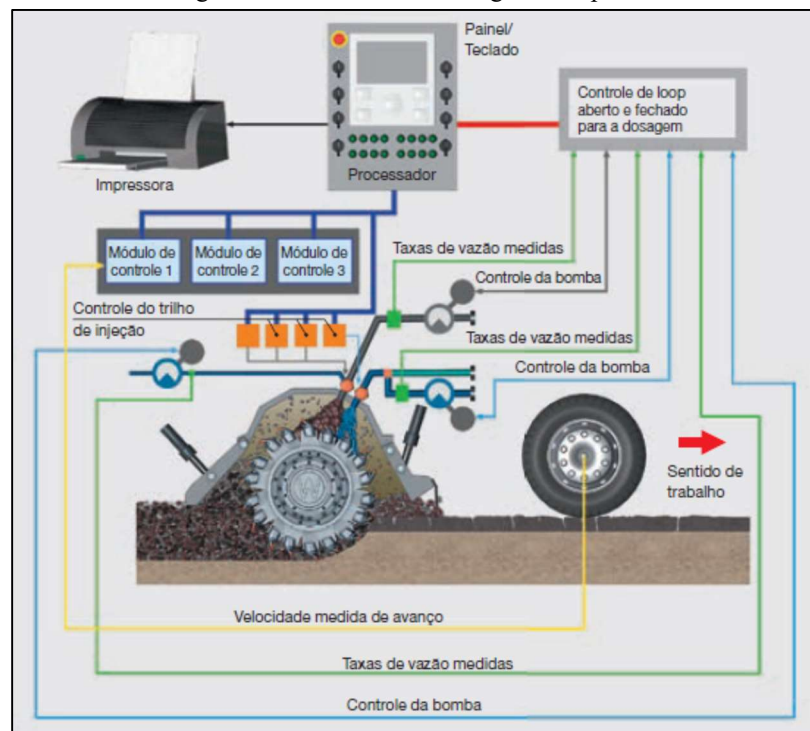 Painel/
Teclado
Controle de loop
aberto e fechado
para a dosagem
Impressora
Processador
Módulo de
controle 1
Módulo de
controle 2
Módulo de
controle 3
Taxas de vazão medidas
Controle da bomba
Controle do trilho
de injeção
Taxas de vazão medidas
Controle da bomba
Sentido de
trabalho
Velocidade medida de avanço
Taxas de vazão medidas
Controle da bomba